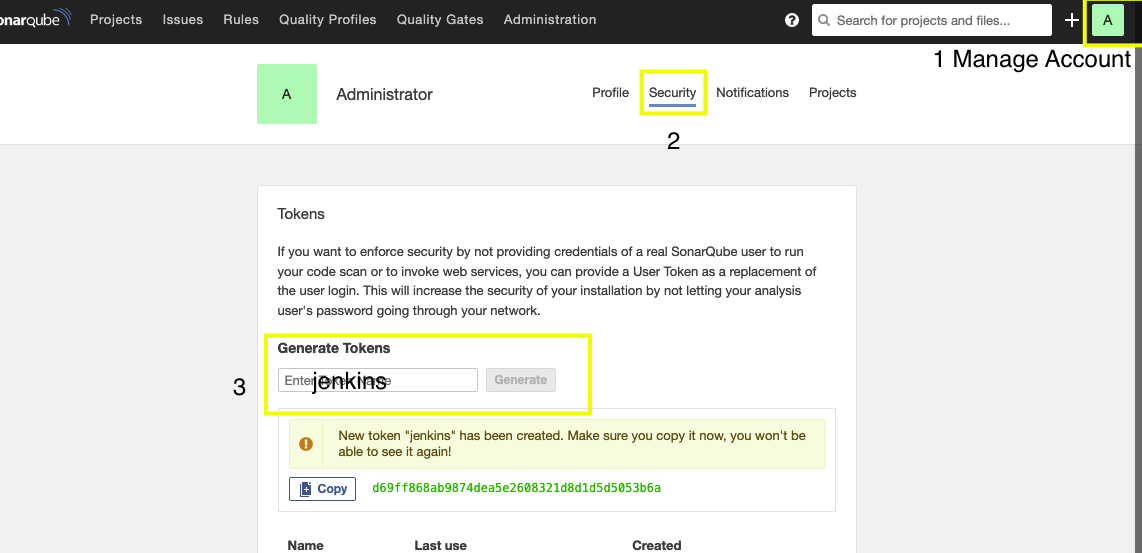 onarqube Projects Issues Rules Quality Profiles Quality Gates Administration ? Search for projects and files... + A
1 Manage Account
A Administrator Profile Security Notifications Projects
2
Tokens
If you want to enforce security by not providing credentials of a real SonarQube user to run
your code scan or to invoke web services, you can provide a User Token as a replacement of
the user login. This will increase the security of your installation by not letting your analysis
user's password going through your network.
Generate Tokens
3 Enter Token Name jenkins Generate
New token "jenkins" has been created. Make sure you copy it now, you won't be
able to see it again!
Copy d69ff868ab9874dea5e2608321d8d1d5d5053b6a
Name Last use Created